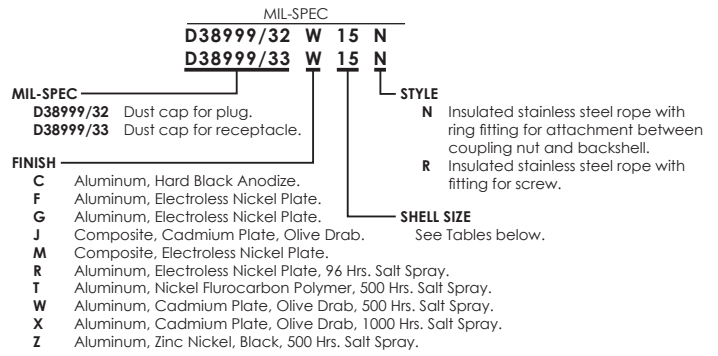 MIL-SPEC
D38999/32 W 15 N
D38999/33 W 15 N
MIL-SPEC
D38999/32 Dust cap for plug.
D38999/33 Dust cap for receptacle.
FINISH
C Aluminum, Hard Black Anodize.
F Aluminum, Electroless Nickel Plate.
G Aluminum, Electroless Nickel Plate.
J Composite, Cadmium Plate, Olive Drab.
M Composite, Electroless Nickel Plate.
R Aluminum, Electroless Nickel Plate, 96 Hrs. Salt Spray.
T Aluminum, Nickel Flurocarbon Polymer, 500 Hrs. Salt Spray.
W Aluminum, Cadmium Plate, Olive Drab, 500 Hrs. Salt Spray.
X Aluminum, Cadmium Plate, Olive Drab, 1000 Hrs. Salt Spray.
Z Aluminum, Zinc Nickel, Black, 500 Hrs. Salt Spray.
STYLE
N Insulated stainless steel rope with
ring fitting for attachment between
coupling nut and backshell.
R Insulated stainless steel rope with
fitting for screw.
SHELL SIZE
See Tables below.